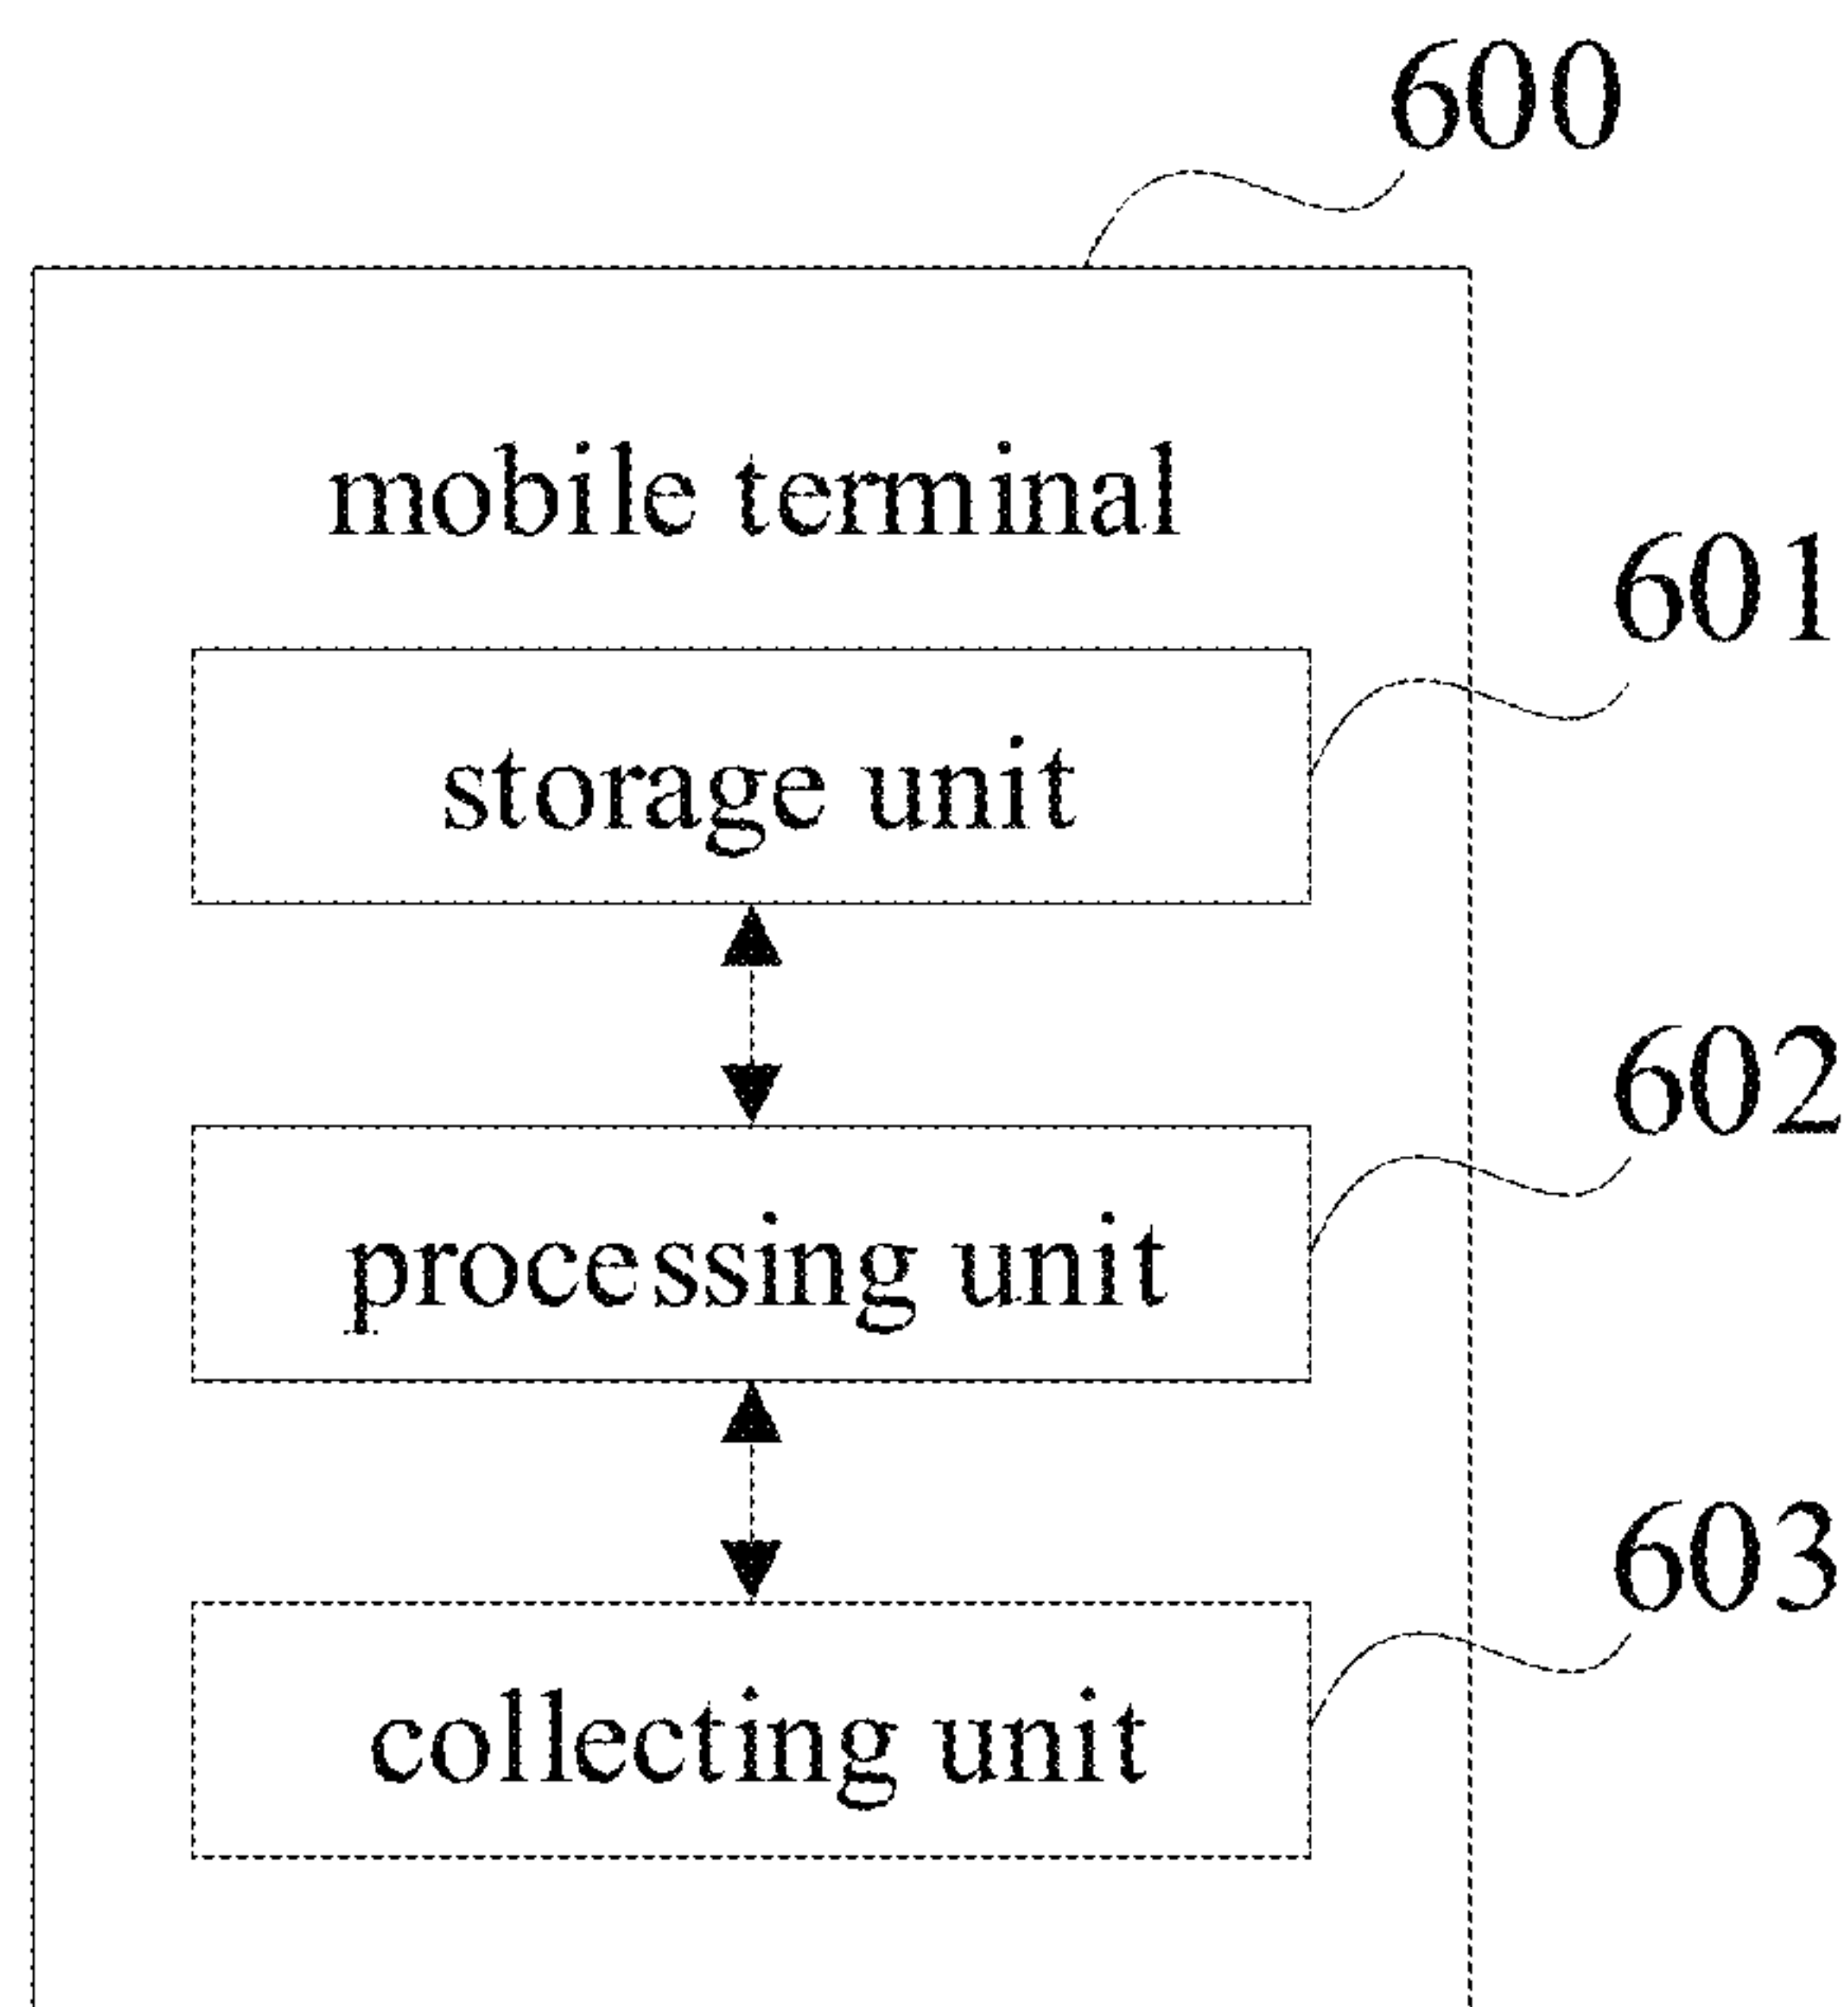 600
mobile terminal
601
storage unit
602
processing unit
603
collecting unit